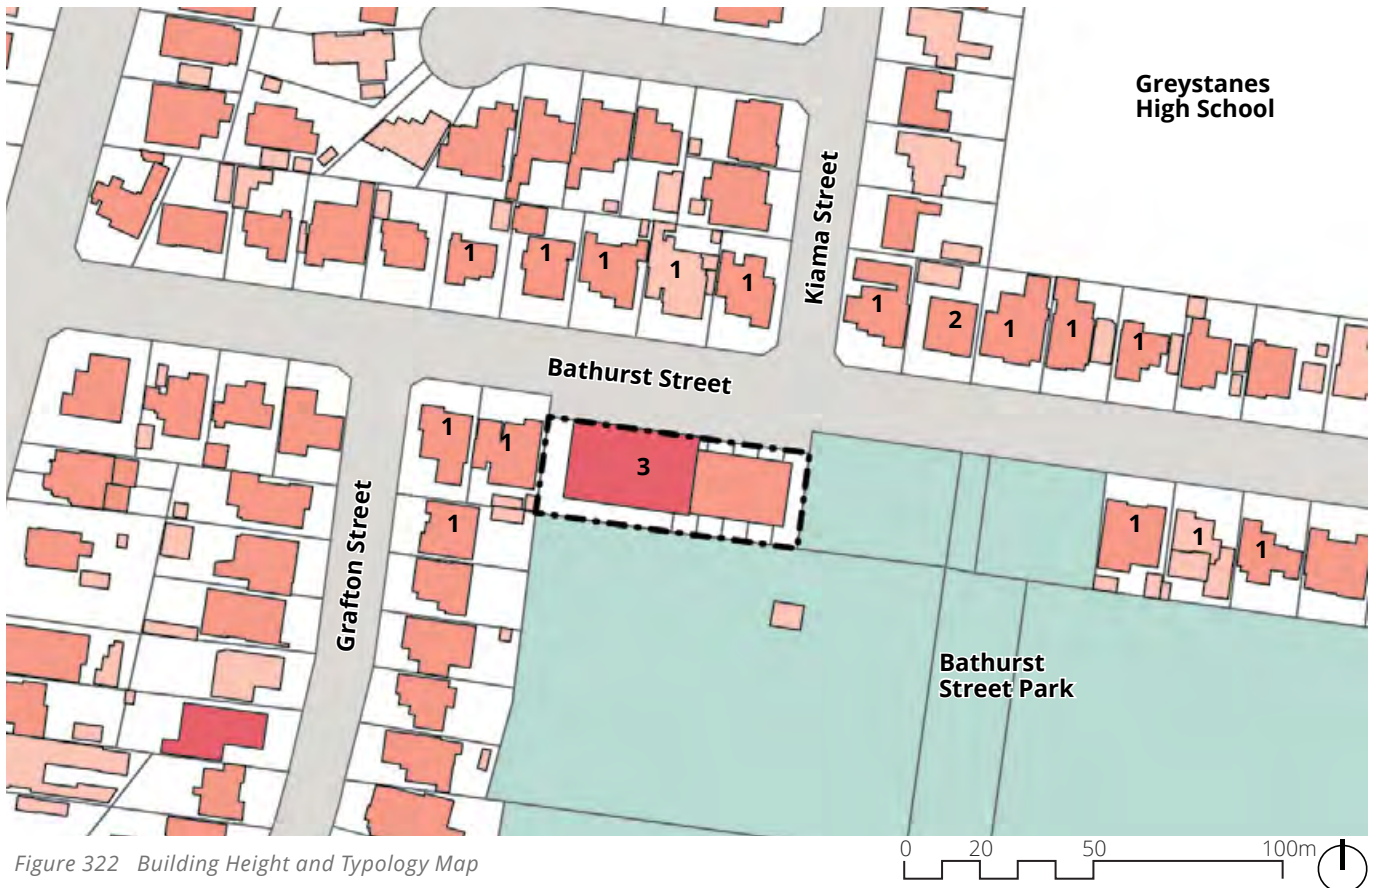 Greystanes
High School
Kiama Street
1
1
1
1
1
1
2
1
1
1
Bathurst Street
1
1
3
1
1
1
1
Grafton Street
Bathurst
Street Park
Figure 322 Building Height and Typology Map
0 20 50 100m